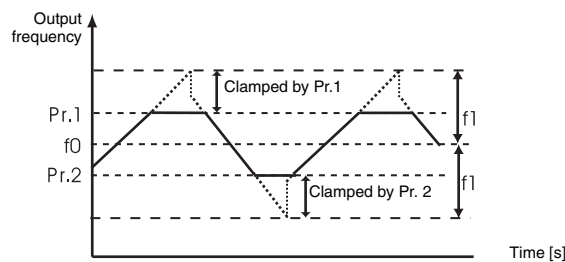 Output
frequency
Clamped by Pr.1
Pr.1
f1
f0
Pr.2
f1
Clamped by Pr. 2
Time [s]